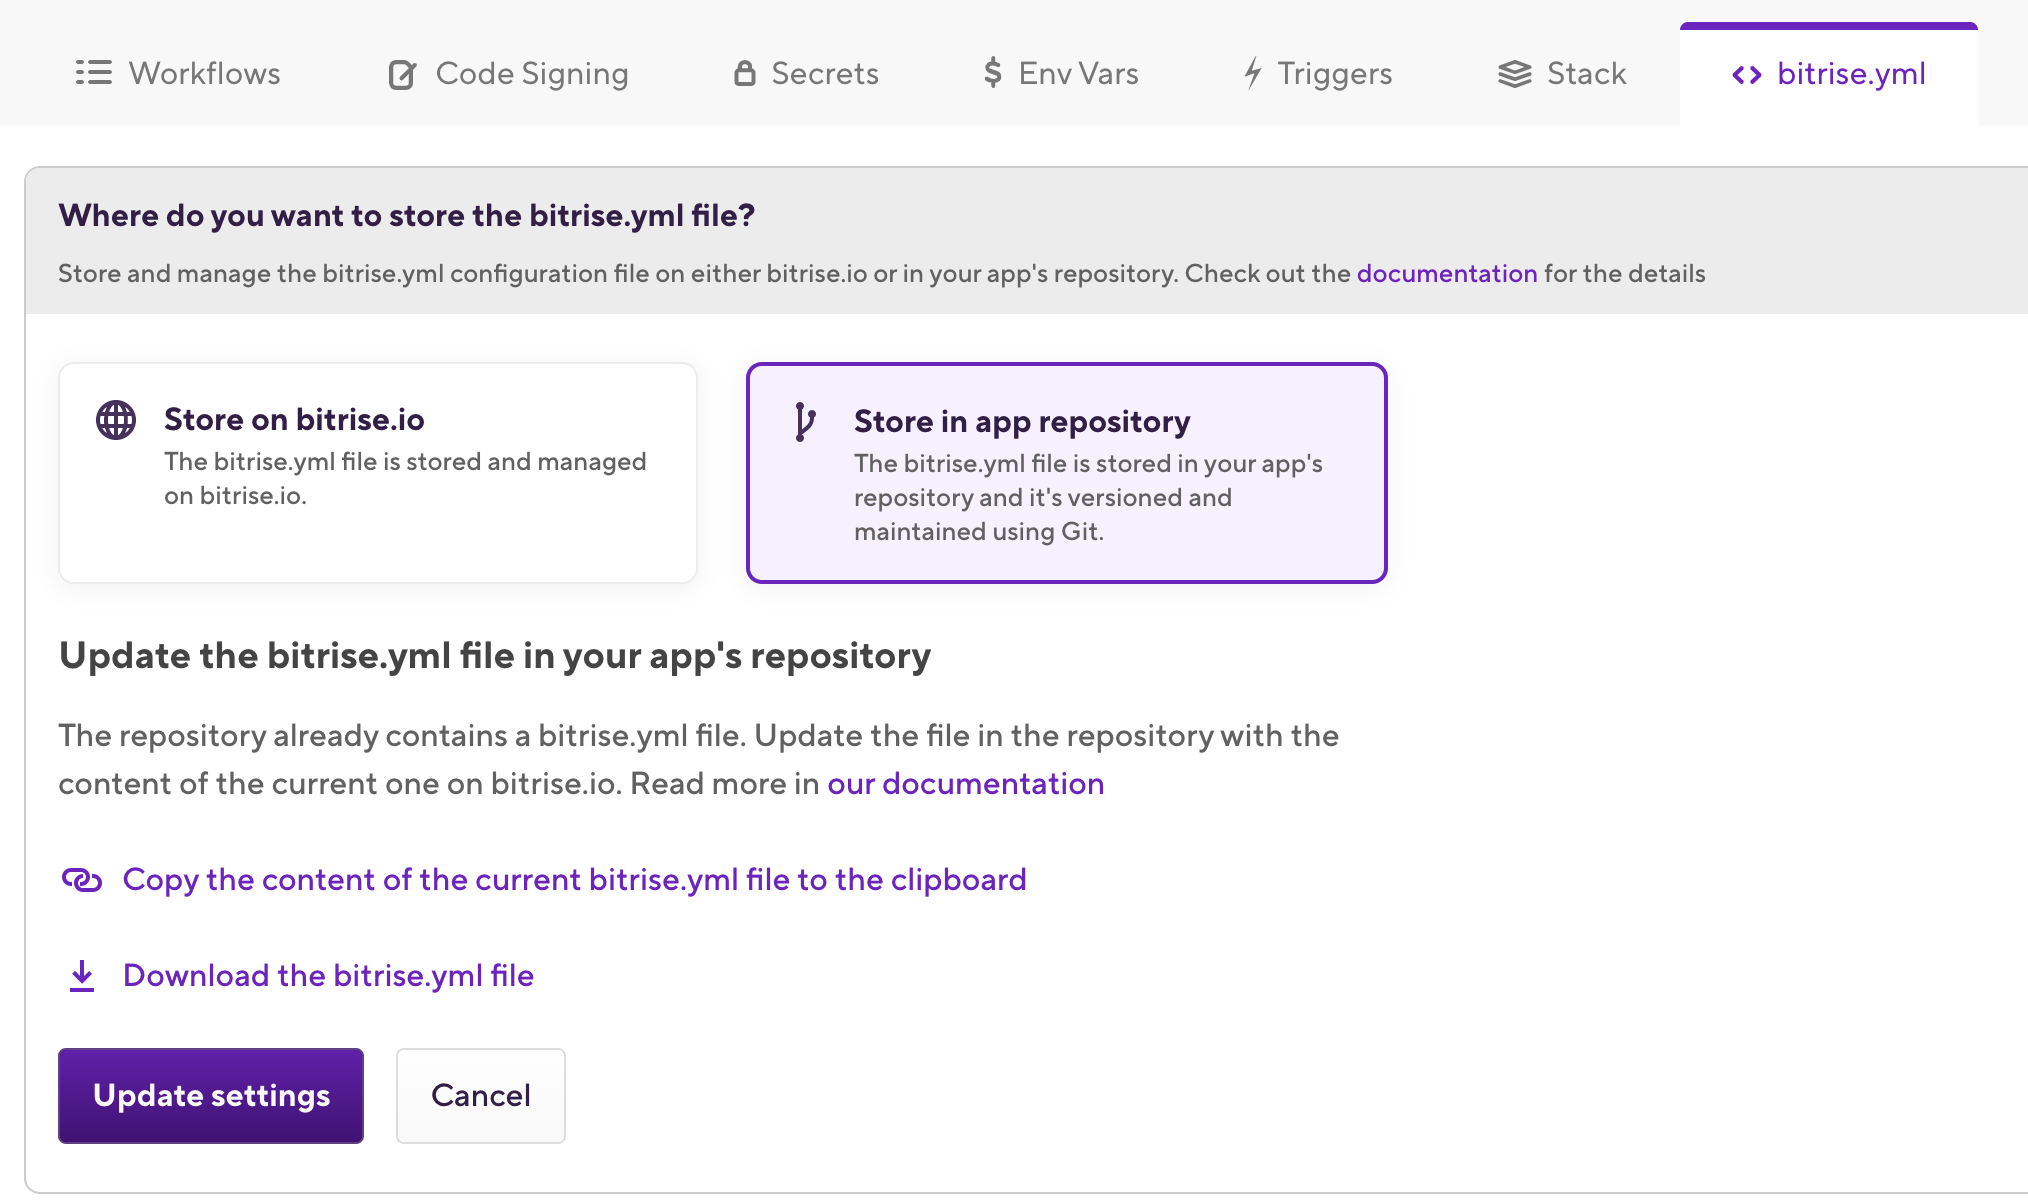 Workflows
Code Signing
Secrets
Env Vars
Triggers
Stack
bitrise.yml
Where do you want to store the bitrise.yml file?
Store and manage the bitrise.yml configuration file on either bitrise.io or in your app's repository. Check out the documentation for the details
Store on bitrise.io
The bitrise.yml file is stored and managed
on bitrise.io.
Store in app repository
The bitrise.yml file is stored in your app's
repository and it's versioned and
maintained using Git.
Update the bitrise.yml file in your app's repository
The repository already contains a bitrise.yml file. Update the file in the repository with the
content of the current one on bitrise.io. Read more in our documentation
Copy the content of the current bitrise.yml file to the clipboard
Download the bitrise.yml file
Update settings
Cancel